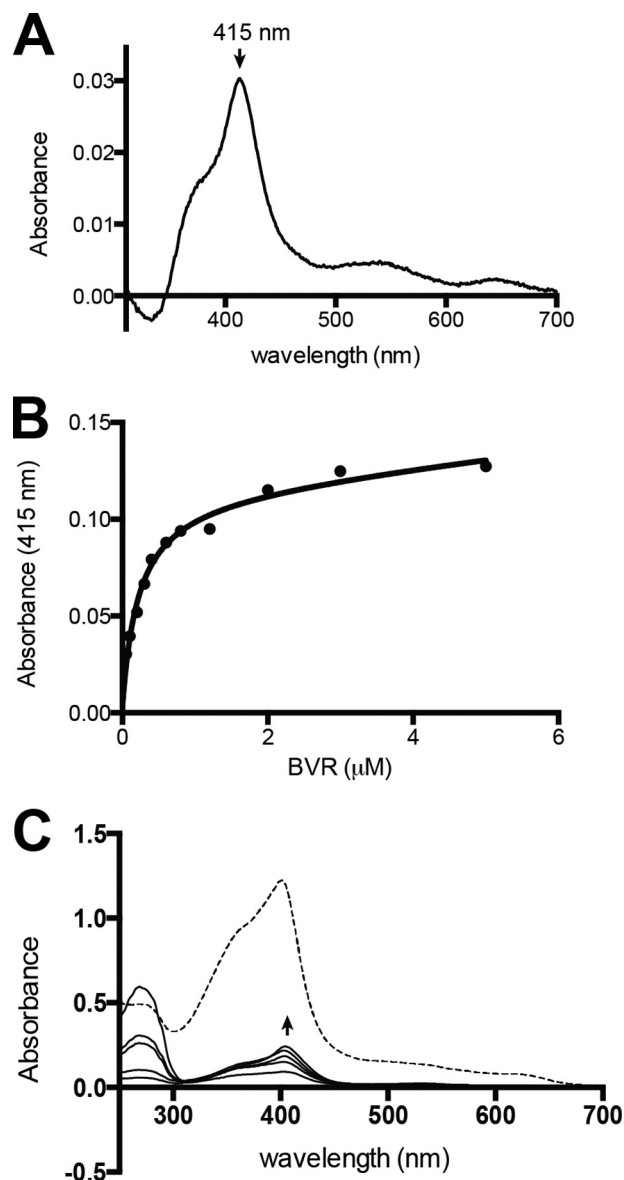 A
415 nm
0.03
0.02
0.01
0.00
Absorbance
400 500 600 700
wavelength (nm)
B
0.15
0.10
0.05
0.00
Absorbance (415 nm)
0 2 4 6
BVR (μM)
C
1.5
1.0
0.5
0.0
-0.5
Absorbance
300 400 500 600 700
wavelength (nm)